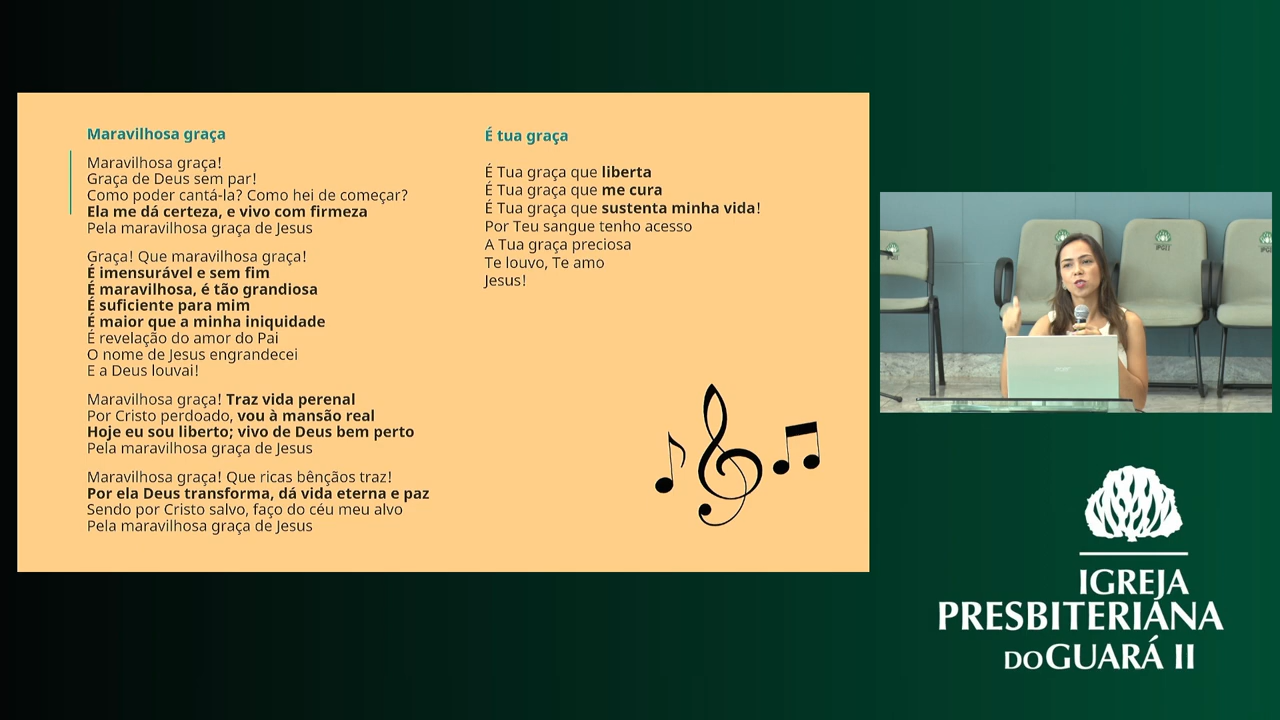 Maravilhosa graça
Maravilhosa graça!
Graça de Deus sem par!
Como poder cantá-la? Como hei de começar?
Ela me dá certeza, e vivo com firmeza
Pela maravilhosa graça de Jesus
Graça! Que maravilhosa graça!
É imensurável e sem fim
É maravilhosa, é tão grandiosa
É suficiente para mim
É maior que a minha iniquidade
É revelação do amor do Pai
O nome de Jesus engrandecei
E a Deus louvai!
Maravilhosa graça! Traz vida perenal
Por Cristo perdoado, vou à mansão real
Hoje eu sou liberto; vivo de Deus bem perto
Pela maravilhosa graça de Jesus
Maravilhosa graça! Que ricas bênçãos traz!
Por ela Deus transforma, dá vida eterna e paz
Sendo por Cristo salvo, faço do céu meu alvo
Pela maravilhosa graça de Jesus
É tua graça
É Tua graça que liberta
É Tua graça que me cura
É Tua graça que sustenta minha vida!
Por Teu sangue tenho acesso
A Tua graça preciosa
Te louvo, Te amo
Jesus!
acer
IGREJA
PRESBITERIANA
DO GUARÁ II